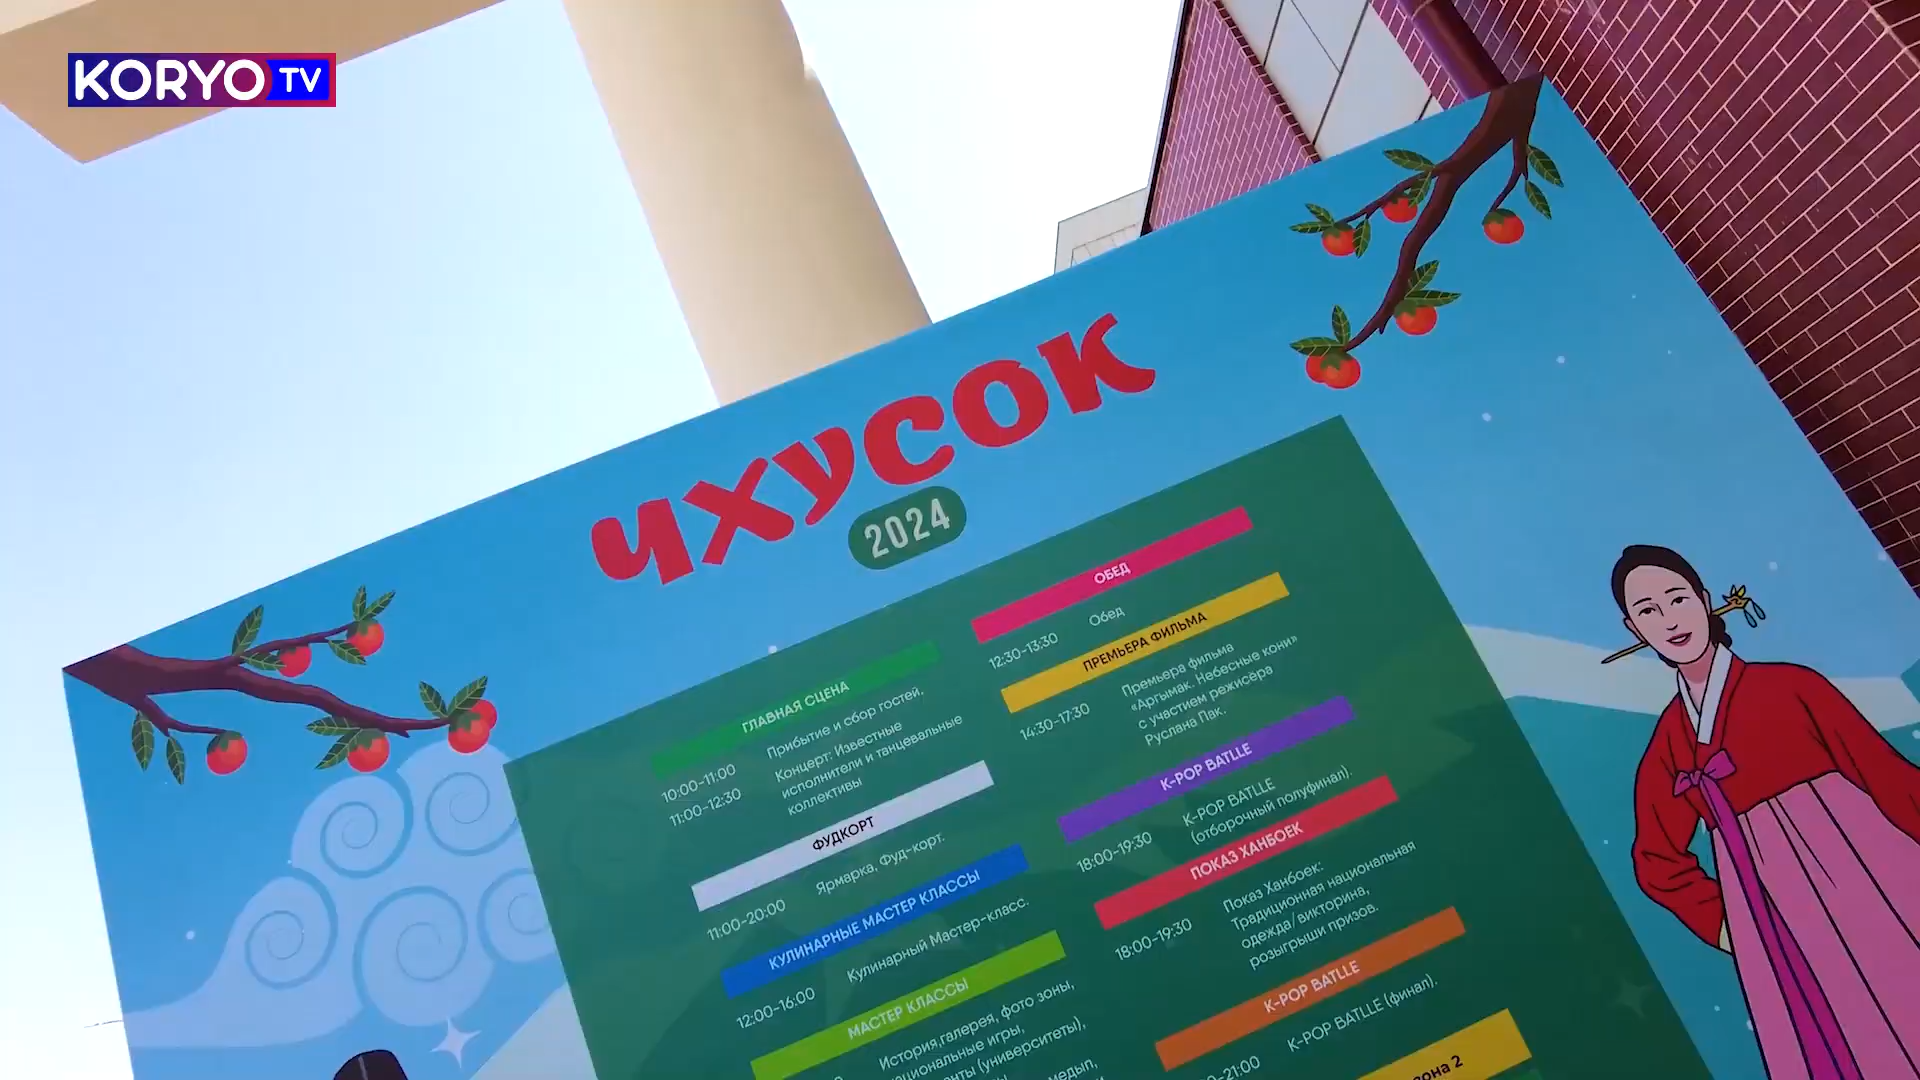 KORYO TV
ЧХУСОК
2024
ГЛАВНАЯ СЦЕНА
10:00-11:00 Прибытие и сбор гостей,
11:00-12:30 Концерт: Известные
исполнители и танцевальные
коллективы
ФУДКОРТ
11:00-20:00 Ярмарка, Фуд-корт.
КУЛИНАРНЫЕ МАСТЕР КЛАССЫ
12:00-16:00 Кулинарный Мастер-класс.
МАСТЕР КЛАССЫ
История,галерея, фото зоны,
игры,
(университеты),
ОБЕД
12:30-13:30 Обед
ПРЕМЬЕРА ФИЛЬМА
14:30-17:30 Премьера фильма
«Аргымак. Небесные кони»
с участием режисёра
Руслана Пак.
K-POP BATLLE
18:00-19:30 K-POP BATLLE
(отборочный полуфинал).
ПОКАЗ ХАНБОЕК
18:00-19:30 Показ Ханбоек:
Традиционная национальная
одежда/викторина,
розыгрыши призов.
K-POP BATLLE
K-POP BATLLE (финал).
2